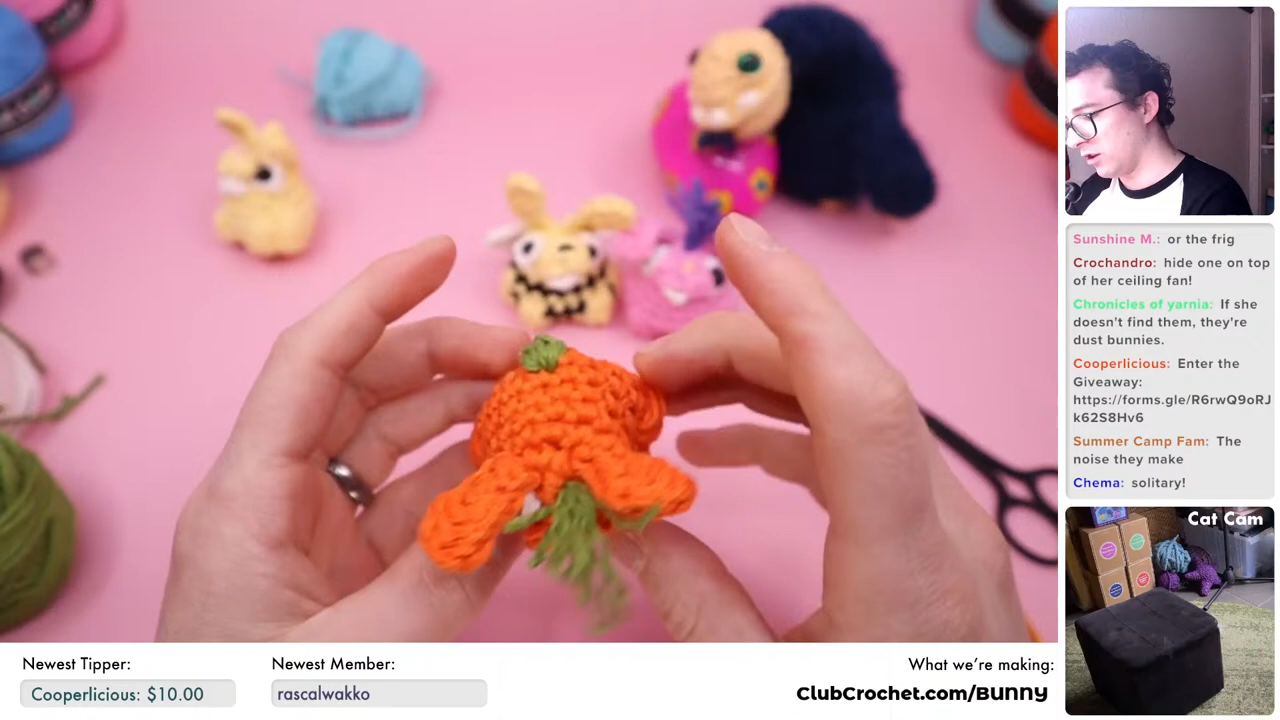 Sunshine M.: or the frig
Crochandro: hide one on top
of her ceiling fan!
Chronicles of yarnia: If she
doesn't find them, they're
dust bunnies.
Cooperlicious: Enter the
Giveaway:
https://forms.gle/R6rwQ9oRJ
k62S8Hv6
Summer Camp Fam: The
noise they make
Chema: solitary!
Cat Cam
Newest Tipper:
Cooperlicious: $10.00
Newest Member:
rascalwakko
What we're making:
ClubCrochet.com/BUNNY